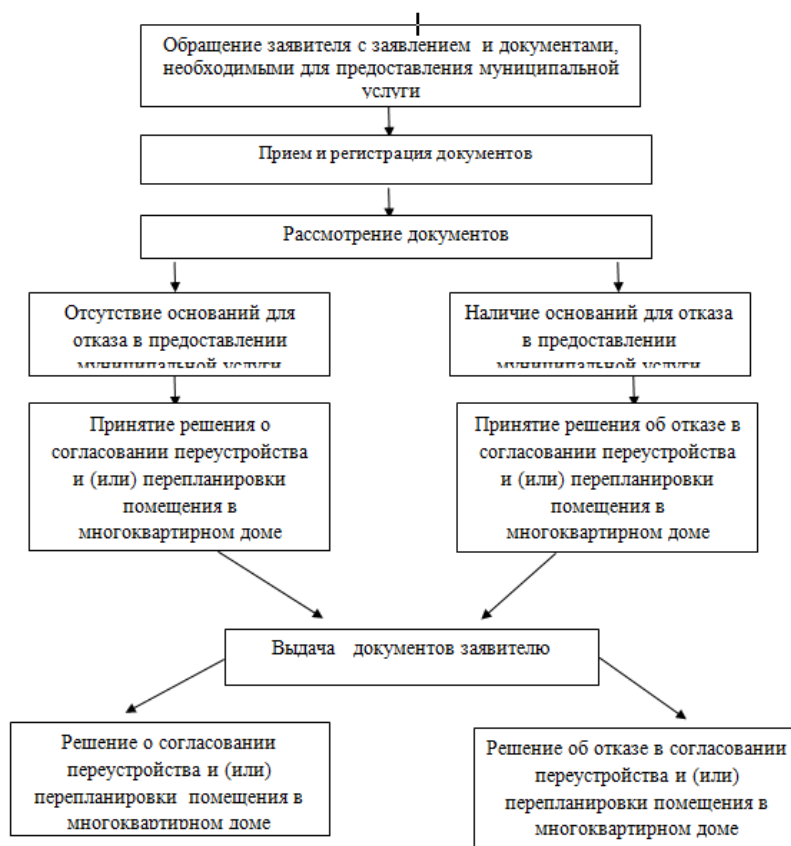 Обращение заявителя с заявлением и документами,
необходимыми для предоставления муниципальной
услуги
Прием и регистрация документов
Рассмотрение документов
Отсутствие оснований для
отказа в предоставлении
муниципальной услуги
Наличие оснований для отказа
в предоставлении
муниципальной услуги
Принятие решения о
согласовании переустройства
и (или) перепланировки
помещения в
многоквартирном доме
Принятие решения об отказе в
согласовании переустройства
и (или) перепланировки
помещения в
многоквартирном доме
Выдача документов заявителю
Решение о согласовании
переустройства и (или)
перепланировки помещения в
многоквартирном доме
Решение об отказе в согласовании
переустройства и (или)
перепланировки помещения в
многоквартирном доме